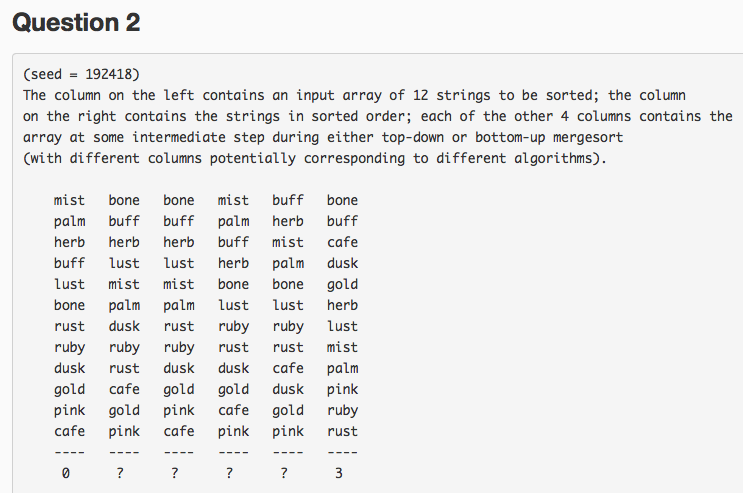 Question 2
(seed = 192418)
The column on the left contains an input array of 12 strings to be sorted; the column
on the right contains the strings in sorted order; each of the other 4 columns contains the
array at some intermediate step during either top-down or bottom-up mergesort
(with different columns potentially corresponding to different algorithms).
mist bone bone mist buff bone
palm buff buff palm herb buff
herb herb herb buff mist cafe
buff lust lust herb palm dusk
lust mist mist bone bone gold
bone palm palm lust lust herb
rust dusk rust ruby ruby lust
ruby ruby ruby rust rust mist
dusk rust dusk dusk cafe palm
gold cafe gold gold dusk pink
pink gold pink cafe gold ruby
cafe pink cafe pink pink rust
---- ---- ---- ---- ---- ----
0 ? ? ? ? 3